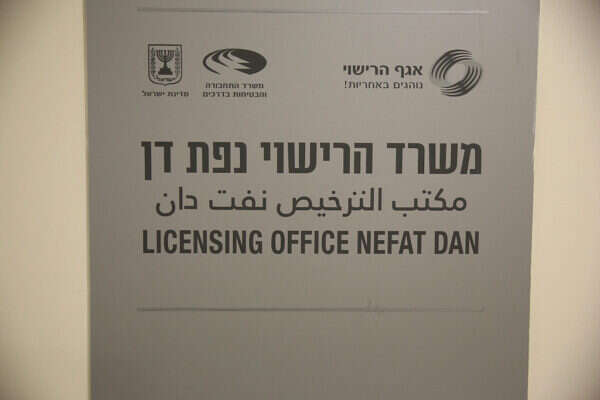 אגף הרישוי
נוהגים באחריות!
משרד התחבורה
והבטיחות בדרכים
מדינת ישראל
משרד הרישוי נפת דן
مكتب الترخيص نفت دان
LICENSING OFFICE NEFAT DAN